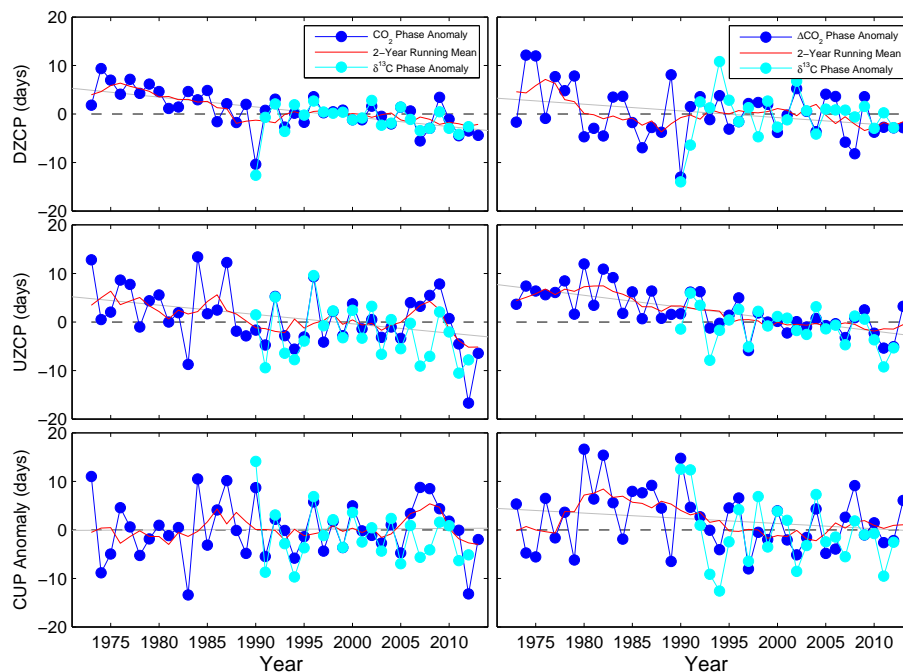 CO2 Phase Anomaly
2−Year Running Mean
δ13C Phase Anomaly
ΔCO2 Phase Anomaly
2−Year Running Mean
δ13C Phase Anomaly
DZCP (days)
20
10
0
−10
−20
UZCP (days)
20
10
0
−10
−20
CUP Anomaly (days)
20
10
0
−10
−20
1975 1980 1985 1990 1995 2000 2005 2010
1975 1980 1985 1990 1995 2000 2005 2010
Year
Year